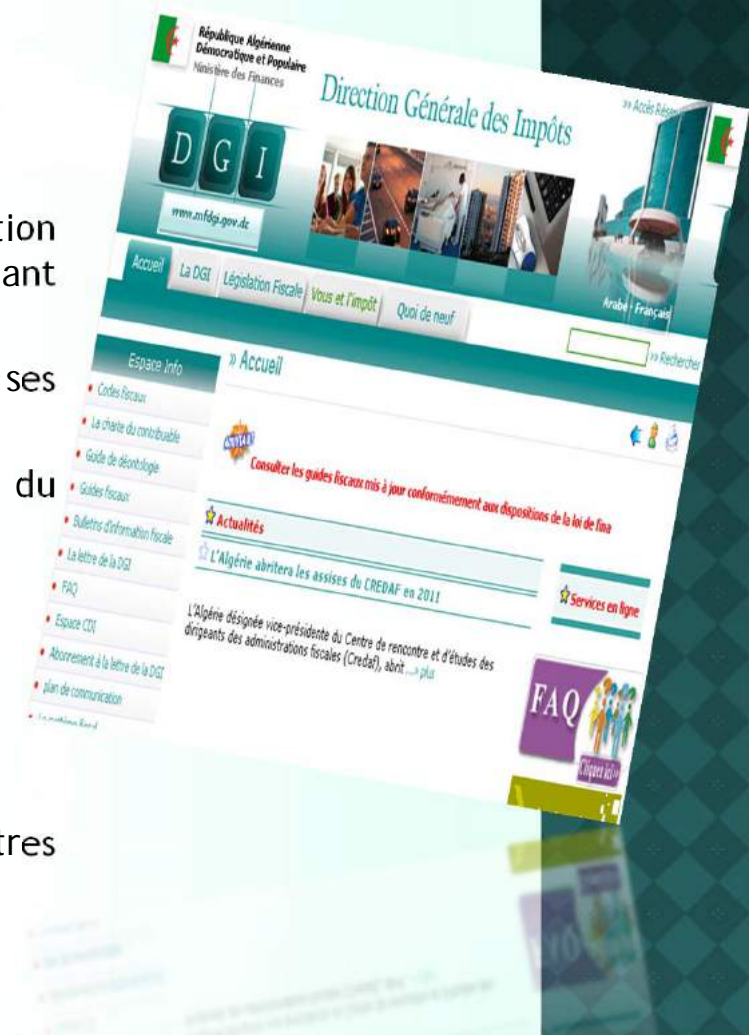 tion
ant
ses
du
tres
République Algérienne
Démocratique et Populaire
Ministère des Finances
Direction Générale des Impôts
»» Accès Rése
D G I
www.mfdgi.gov.dz
Arabe - Français
Accueil
La DGI
Législation Fiscale
Vous et l'impôt
Quoi de neuf
»» Rechercher
Espace Info
» Accueil
• Codes fiscaux
• La charte du contribuable
• Guide de déontologie
• Guides fiscaux
• Bulletins d'information fiscale
• La lettre de la DGI
• FAQ
• Espace CDI
• Abonnement à la lettre de la DGI
• plan de communication
Consulter les guides fiscaux mis à jour conformémement aux dispositions de la loi de fina
Actualités
L'Algérie abritera les assises du CREDAF en 2011
L'Algérie désignée vice-présidente du Centre de rencontre et d'études des
dirigeants des administrations fiscales (Credaf), abrit ...» plus
Services en ligne
FAQ
Cliquez ici»